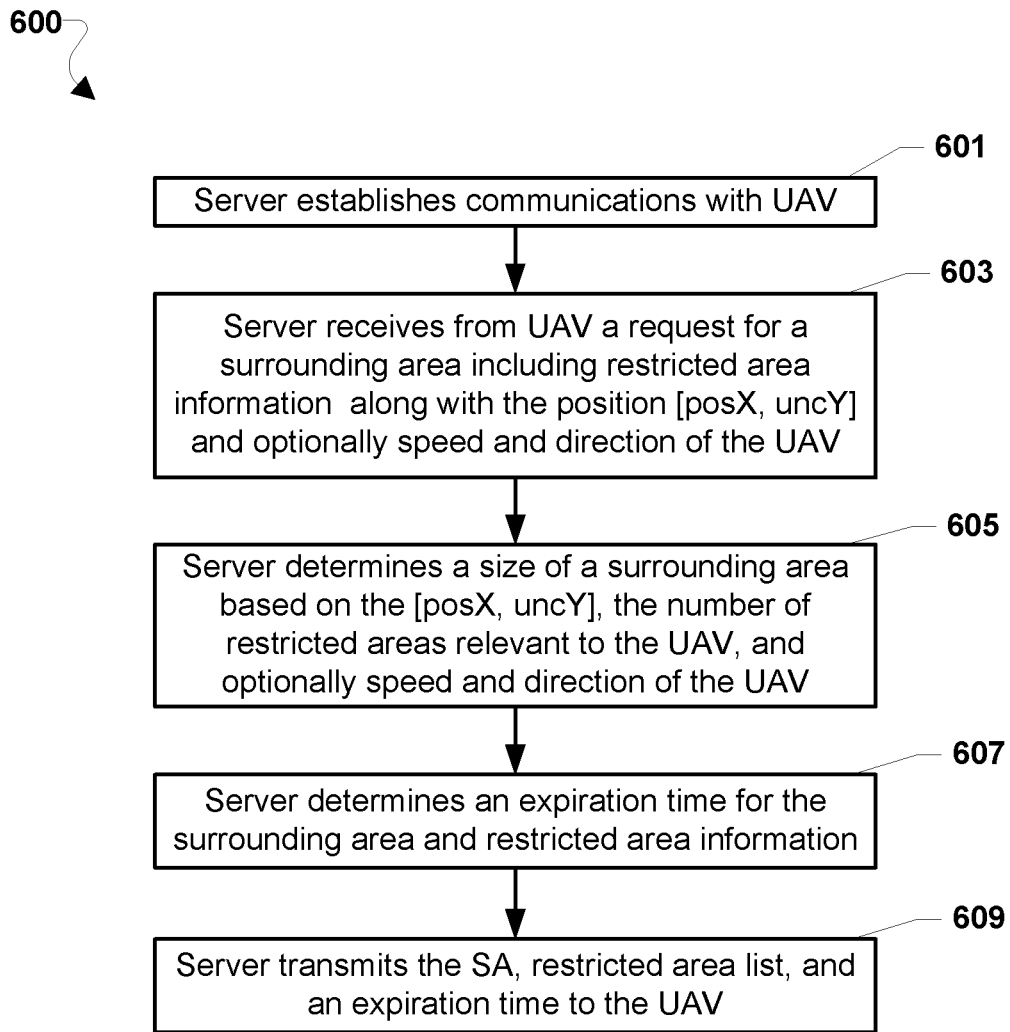 600
601
Server establishes communications with UAV
603
Server receives from UAV a request for a
surrounding area including restricted area
information along with the position [posX, uncY]
and optionally speed and direction of the UAV
605
Server determines a size of a surrounding area
based on the [posX, uncY], the number of
restricted areas relevant to the UAV, and
optionally speed and direction of the UAV
607
Server determines an expiration time for the
surrounding area and restricted area information
609
Server transmits the SA, restricted area list, and
an expiration time to the UAV